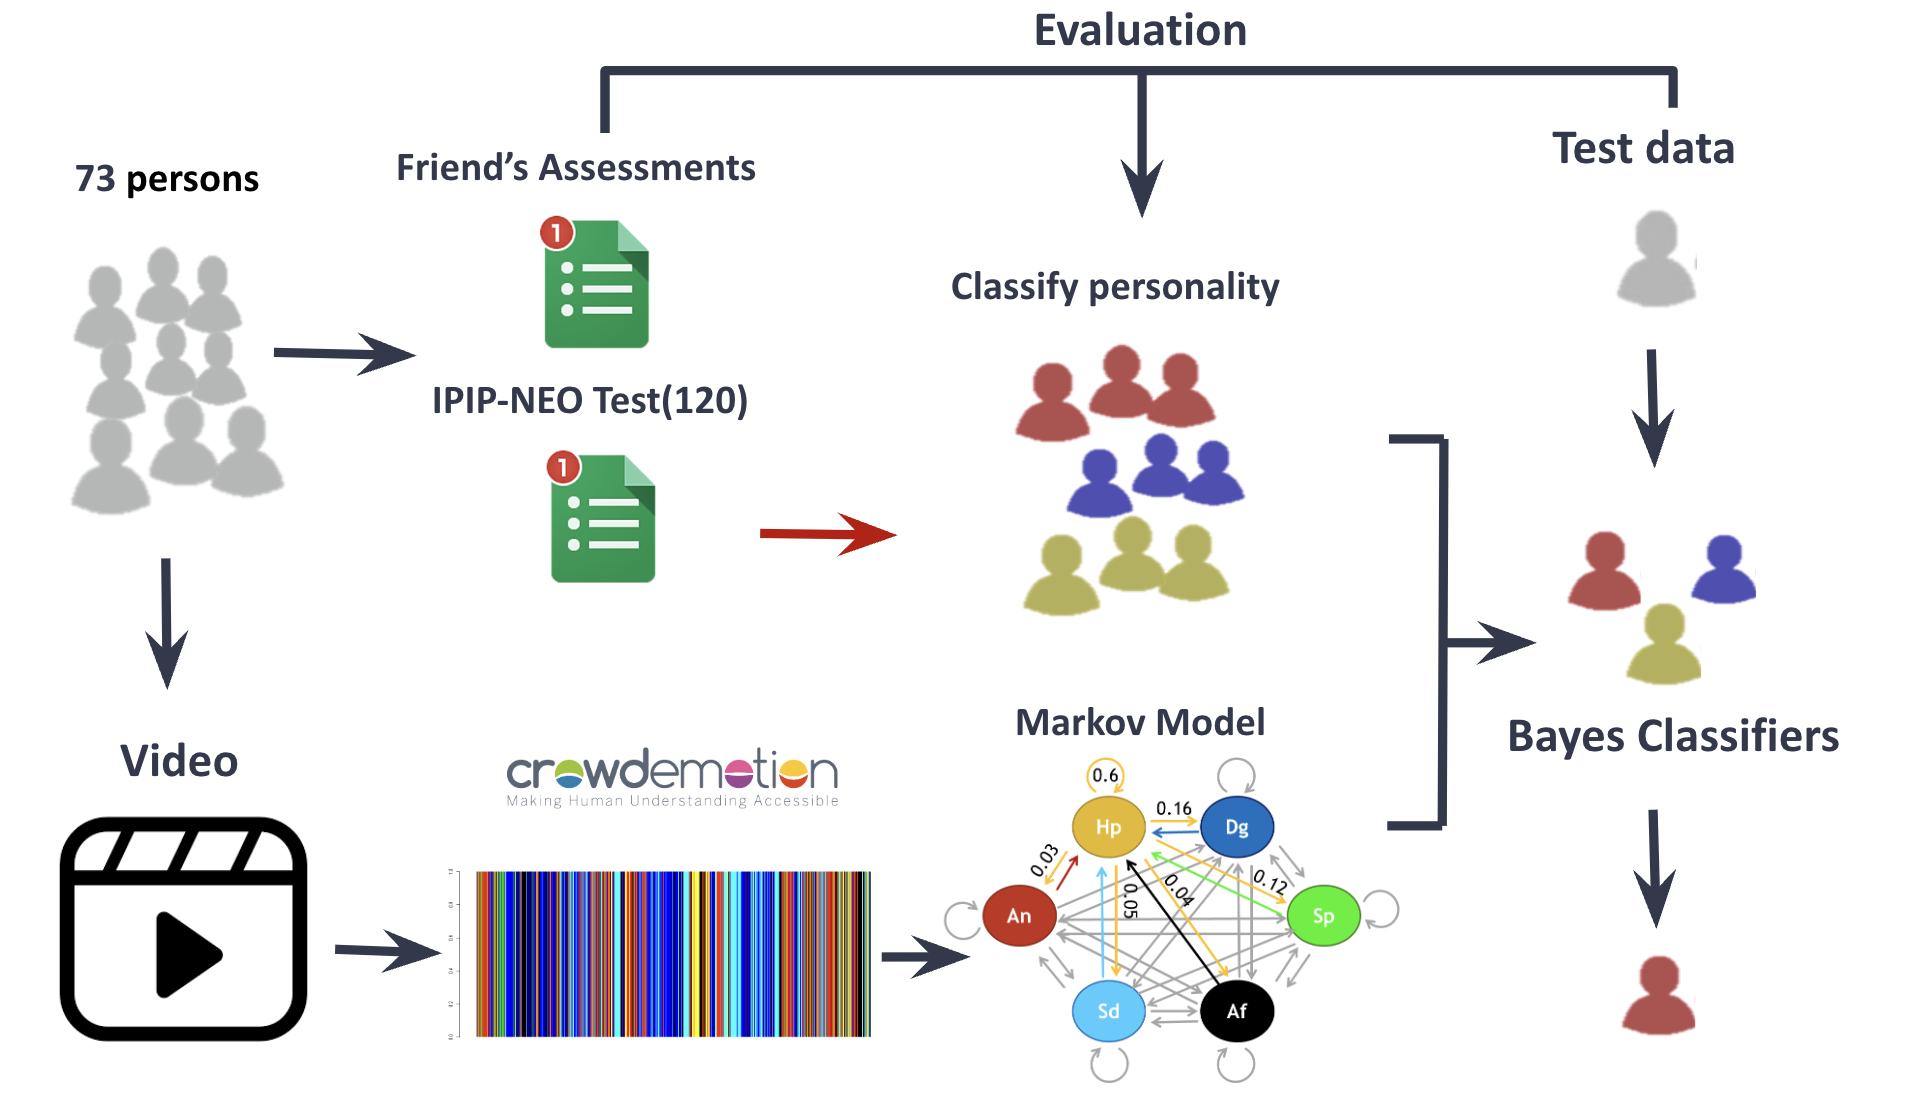 Evaluation
73 persons
Friend's Assessments
1
IPIP-NEO Test(120)
1
Classify personality
Test data
Video
crowdemotion
Making Human Understanding Accessible
Markov Model
0.6
Hp
0.16
Dg
0.03
0.05
0.04
0.12
An
Sp
Sd
Af
Bayes Classifiers